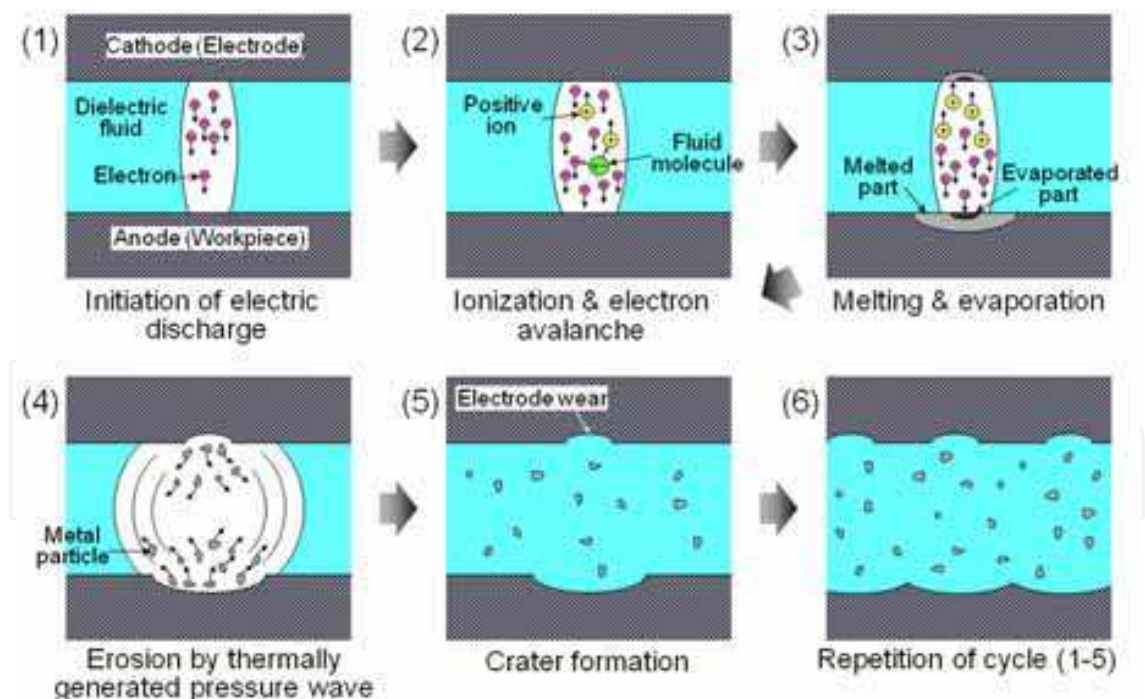 (1)
Cathode (Electrode)
Dielectric
fluid
Electron
Anode (Workpiece)
Initiation of electric
discharge
(2)
Positive
ion
Fluid
molecule
Ionization & electron
avalanche
(3)
Melted
part
Evaporated
part
Melting & evaporation
(4)
Metal
particle
Erosion by thermally
generated pressure wave
(5)
Electrode wear
Crater formation
(6)
Repetition of cycle (1-5)